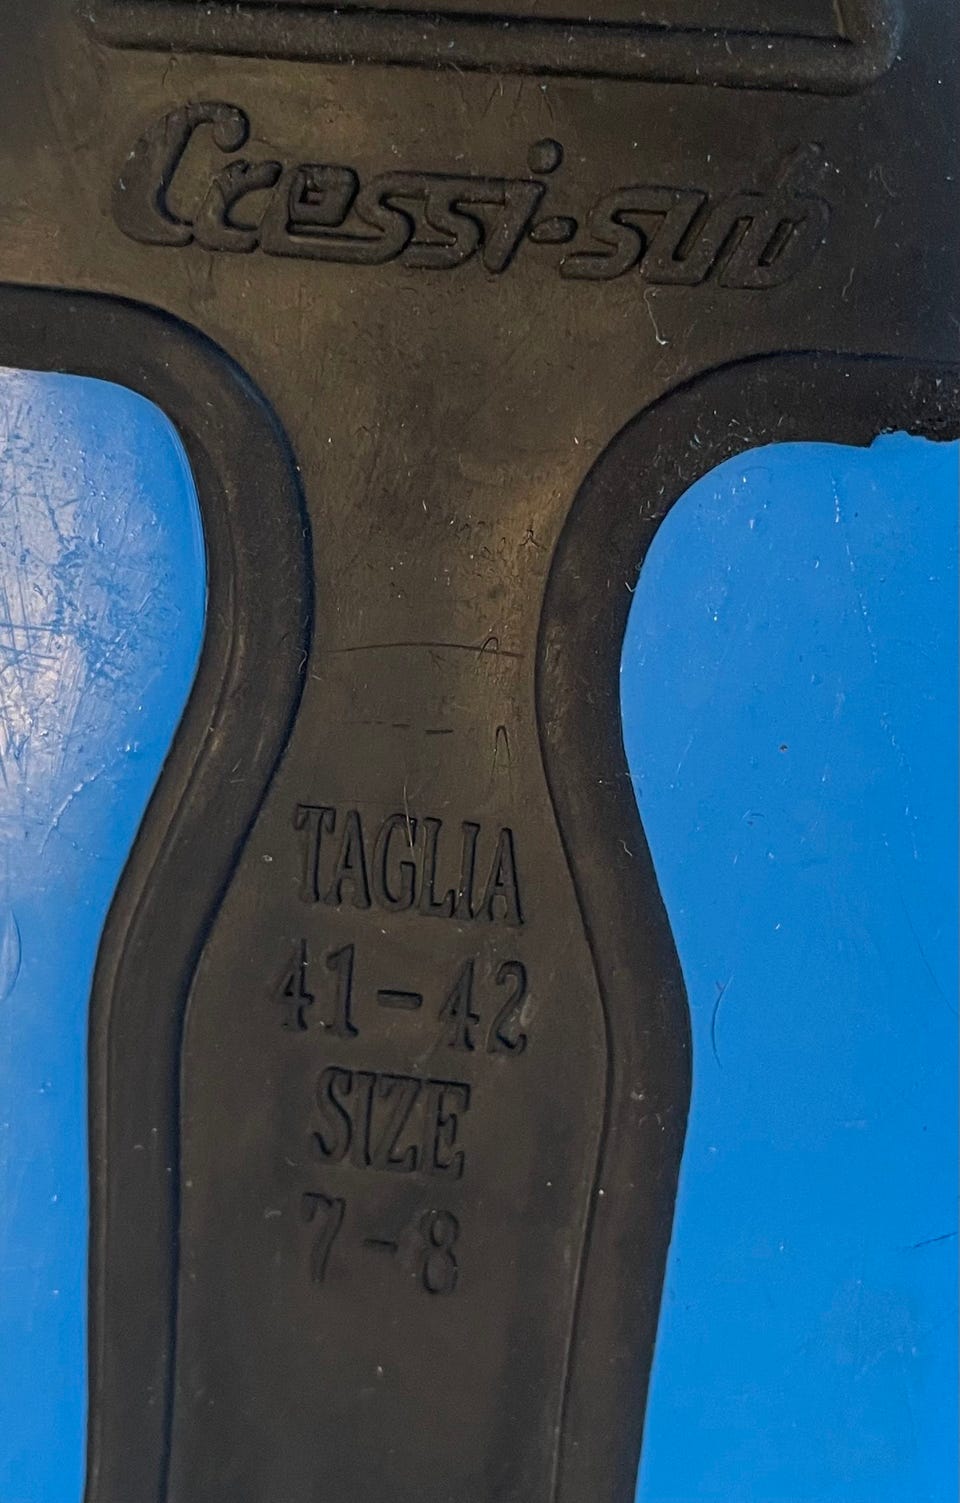 Cressi-sub
TAGLIA
41-42
SIZE
7-8